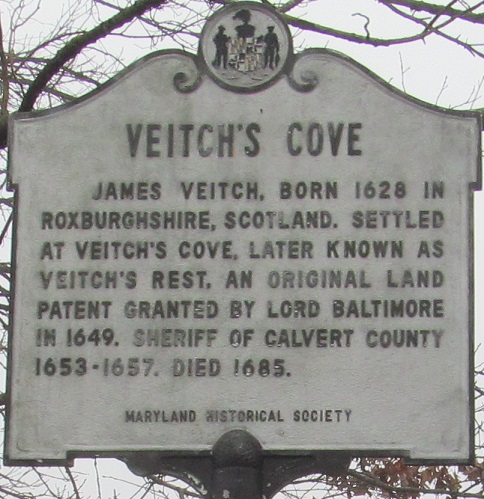 VEITCH'S COVE
JAMES VEITCH, BORN 1628 IN
ROXBURGHSHIRE, SCOTLAND. SETTLED
AT VEITCH'S COVE, LATER KNOWN AS
VEITCH'S REST, AN ORIGINAL LAND
PATENT GRANTED BY LORD BALTIMORE
IN 1649. SHERIFF OF CALVERT COUNTY
1653-1657. DIED 1685.
MARYLAND HISTORICAL SOCIETY